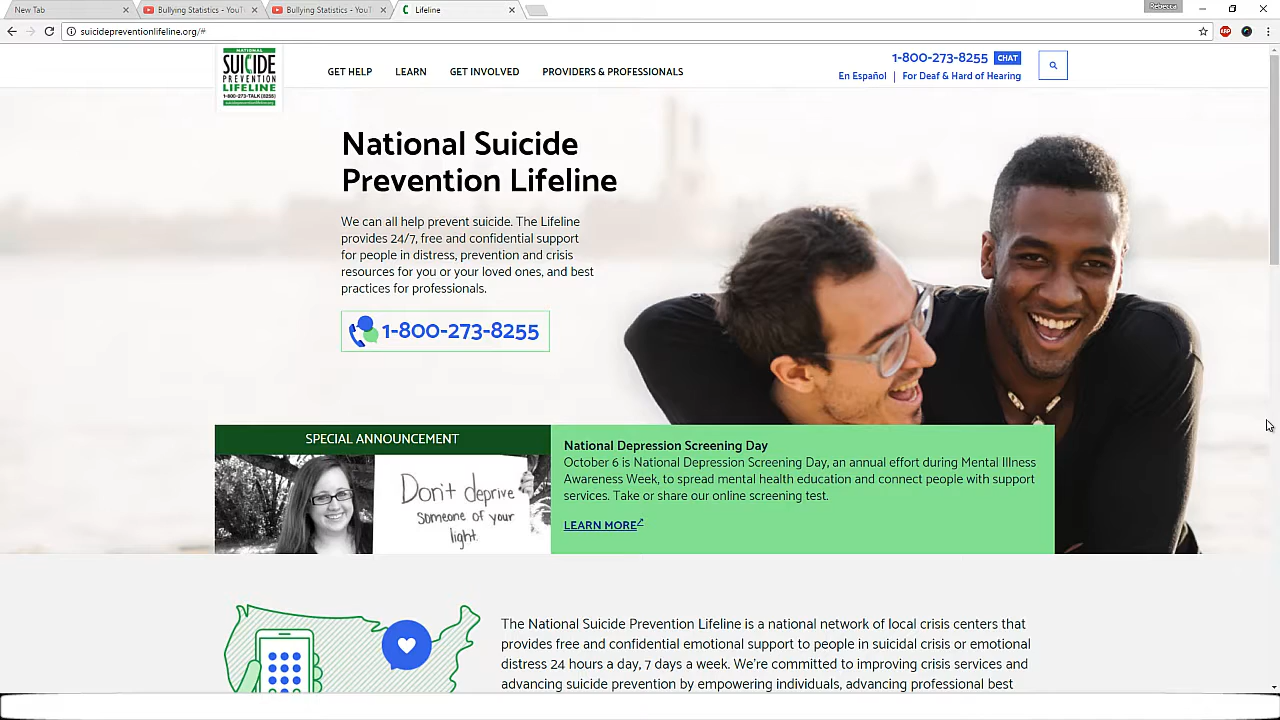 New Tab
Bullying Statistics - YouT
Bullying Statistics - YouT
Lifeline
Rebecca
suicidepreventionlifeline.org/#
ABP
NATIONAL
SUICIDE
PREVENTION
LIFELINE
1-800-273-TALK (8255)
suicidepreventionlifeline.org
GET HELP LEARN GET INVOLVED PROVIDERS & PROFESSIONALS
1-800-273-8255 CHAT
En Español | For Deaf & Hard of Hearing
National Suicide
Prevention Lifeline
We can all help prevent suicide. The Lifeline
provides 24/7, free and confidential support
for people in distress, prevention and crisis
resources for you or your loved ones, and best
practices for professionals.
1-800-273-8255
SPECIAL ANNOUNCEMENT
Don't deprive
someone of your
light.
National Depression Screening Day
October 6 is National Depression Screening Day, an annual effort during Mental Illness
Awareness Week, to spread mental health education and connect people with support
services. Take or share our online screening test.
LEARN MORE
The National Suicide Prevention Lifeline is a national network of local crisis centers that
provides free and confidential emotional support to people in suicidal crisis or emotional
distress 24 hours a day, 7 days a week. We're committed to improving crisis services and
advancing suicide prevention by empowering individuals, advancing professional best